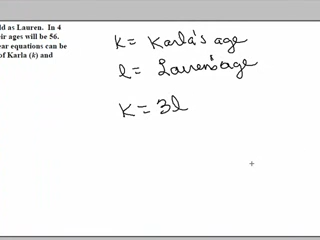 ld as Lauren. In 4
eir ages will be 56.
ear equations can be
of Karla (k) and
k = Karla's age
l = Lauren's age
k = 3l